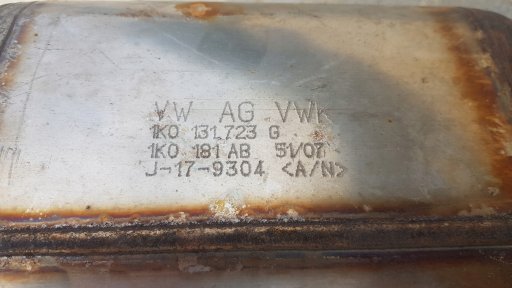 VW AG VWK
1K0 131 723 G
1K0 181 AB 51/07
J-17-9304 <A/N>